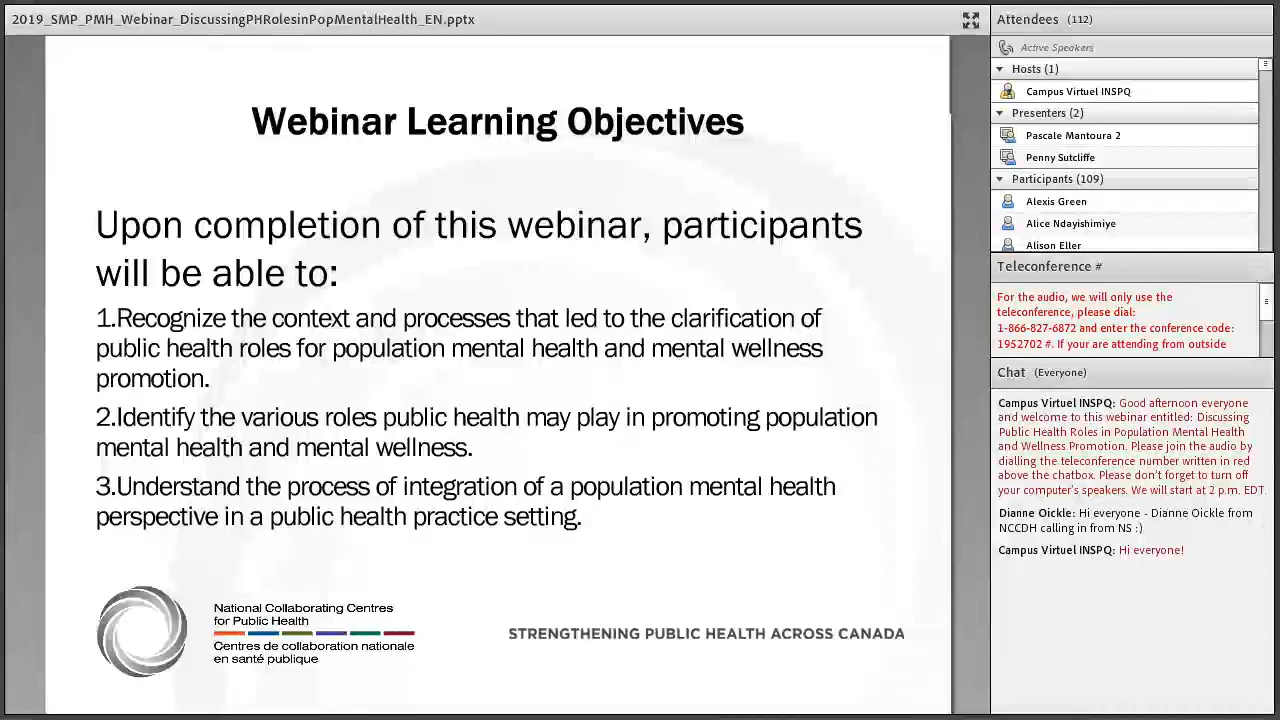 2019_SMP_PMH_Webinar_DiscussingPHRolesinPopMentalHealth_EN.pptx
Webinar Learning Objectives
Upon completion of this webinar, participants
will be able to:
1.Recognize the context and processes that led to the clarification of
public health roles for population mental health and mental wellness
promotion.
2.Identify the various roles public health may play in promoting population
mental health and mental wellness.
3.Understand the process of integration of a population mental health
perspective in a public health practice setting.
National Collaborating Centres
for Public Health
Centres de collaboration nationale
en santé publique
STRENGTHENING PUBLIC HEALTH ACROSS CANADA
Attendees (112)
Active Speakers
Hosts (1)
Campus Virtuel INSPQ
Presenters (2)
Pascale Mantoura 2
Penny Sutcliffe
Participants (109)
Alexis Green
Alice Ndayishimiye
Alison Eller
Teleconference #
For the audio, we will only use the
teleconference, please dial:
1-866-827-6872 and enter the conference code:
1952702 #. If your are attending from outside
Chat (Everyone)
Campus Virtuel INSPQ: Good afternoon everyone
and welcome to this webinar entitled: Discussing
Public Health Roles in Population Mental Health
and Wellness Promotion. Please join the audio by
dialling the teleconference number written in red
above the chatbox. Please don't forget to turn off
your computer's speakers. We will start at 2 p.m. EDT.
Dianne Oickle: Hi everyone - Dianne Oickle from
NCCDH calling in from NS :)
Campus Virtuel INSPQ: Hi everyone!